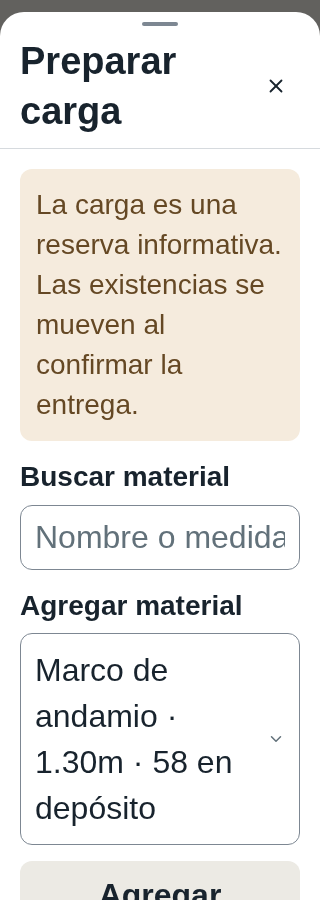 Preparar
carga
×
La carga es una
reserva informativa.
Las existencias se
mueven al
confirmar la
entrega.
Buscar material
Nombre o medida
Agregar material
Marco de
andamio ·
1.30m · 58 en
depósito
Agregar